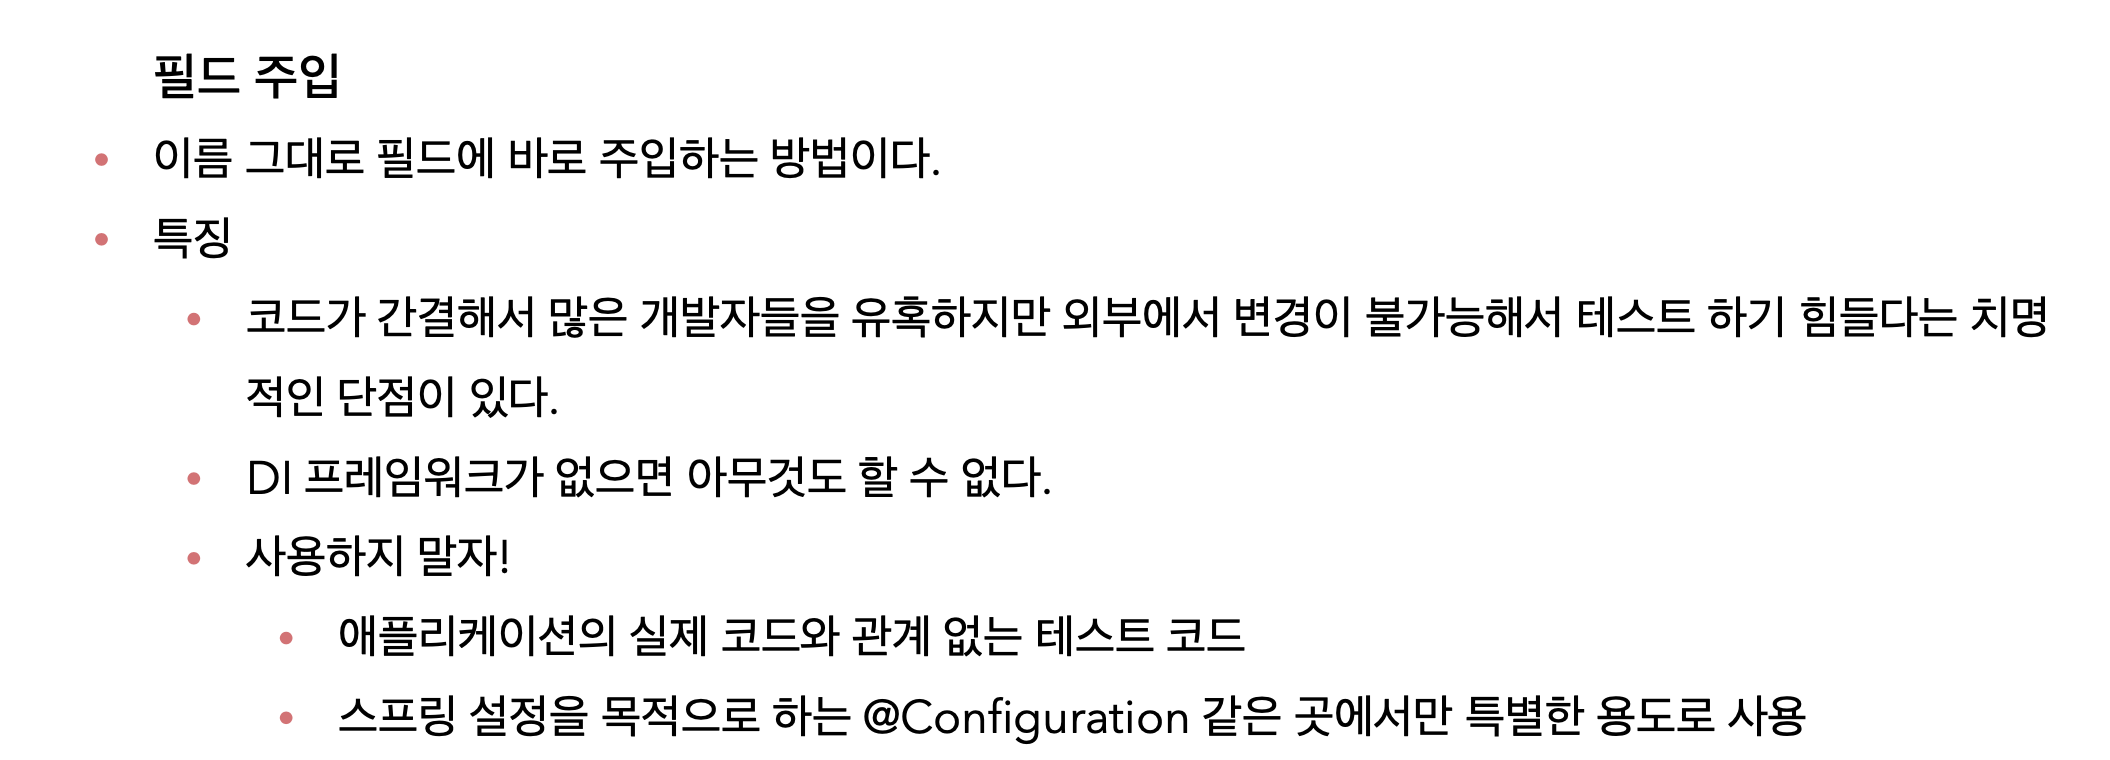 필드 주입
• 이름 그대로 필드에 바로 주입하는 방법이다.
• 특징
• 코드가 간결해서 많은 개발자들을 유혹하지만 외부에서 변경이 불가능해서 테스트 하기 힘들다는 치명
적인 단점이 있다.
• DI 프레임워크가 없으면 아무것도 할 수 없다.
• 사용하지 말자!
• 애플리케이션의 실제 코드와 관계 없는 테스트 코드
• 스프링 설정을 목적으로 하는 @Configuration 같은 곳에서만 특별한 용도로 사용